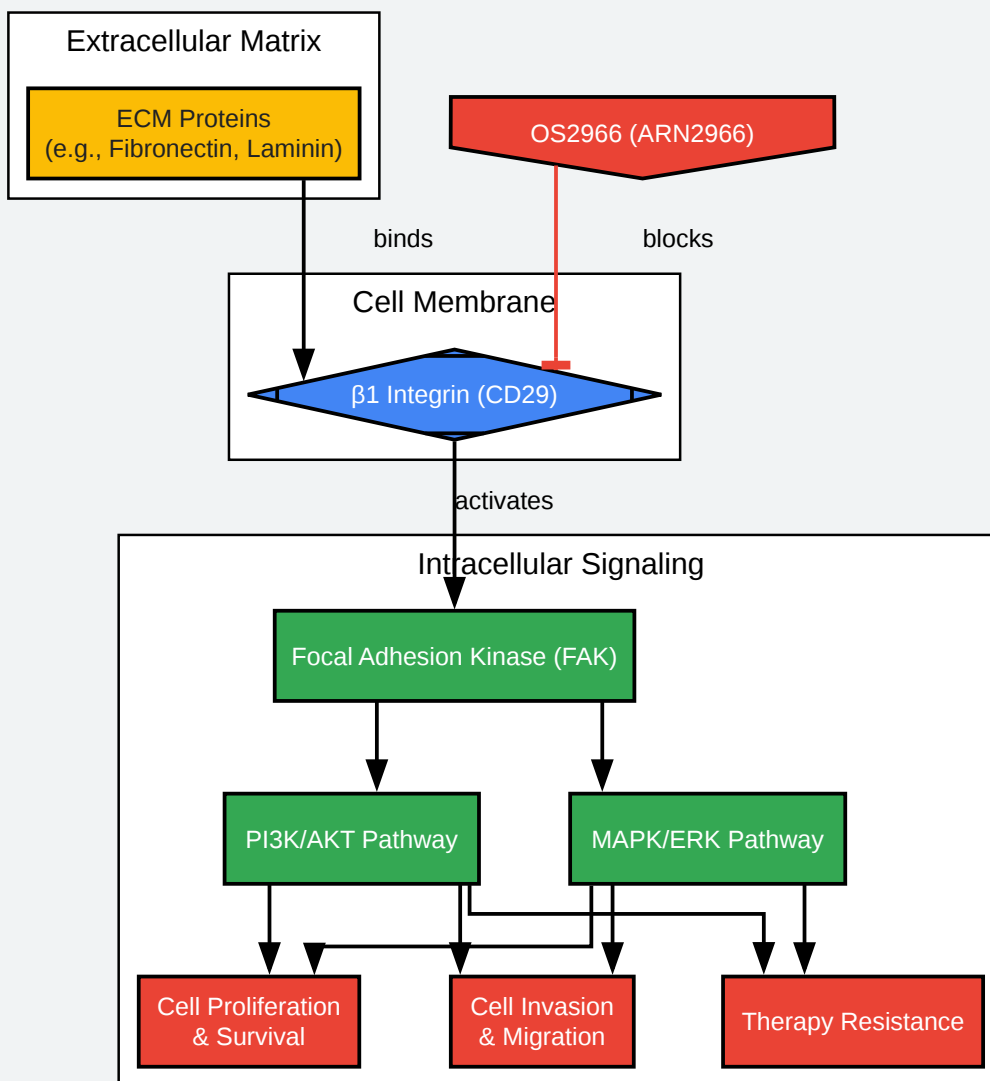 Extracellular Matrix
ECM Proteins
(e.g., Fibronectin, Laminin)
OS2966 (ARN2966)
binds
blocks
Cell Membrane
β1 Integrin (CD29)
activates
Intracellular Signaling
Focal Adhesion Kinase (FAK)
PI3K/AKT Pathway
MAPK/ERK Pathway
Cell Proliferation
& Survival
Cell Invasion
& Migration
Therapy Resistance